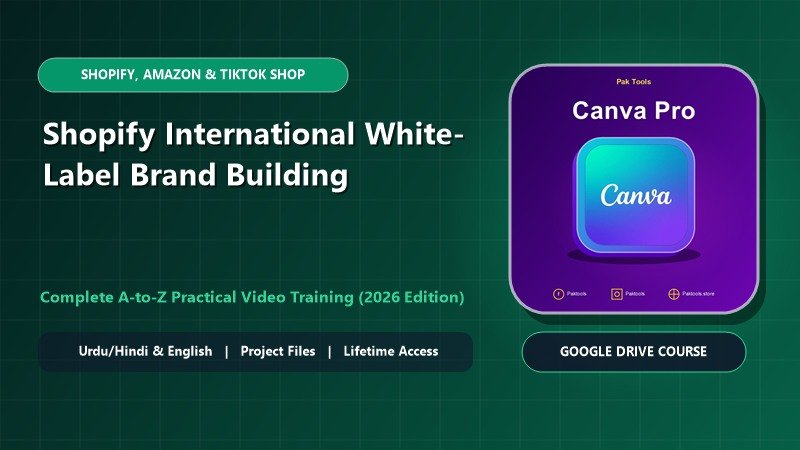 SHOPIFY, AMAZON & TIKTOK SHOP
Shopify International White-
Label Brand Building
Complete A-to-Z Practical Video Training (2026 Edition)
Urdu/Hindi & English | Project Files | Lifetime Access
Pak Tools
Canva Pro
Canva
Paktools
Paktools
Paktools.store
GOOGLE DRIVE COURSE